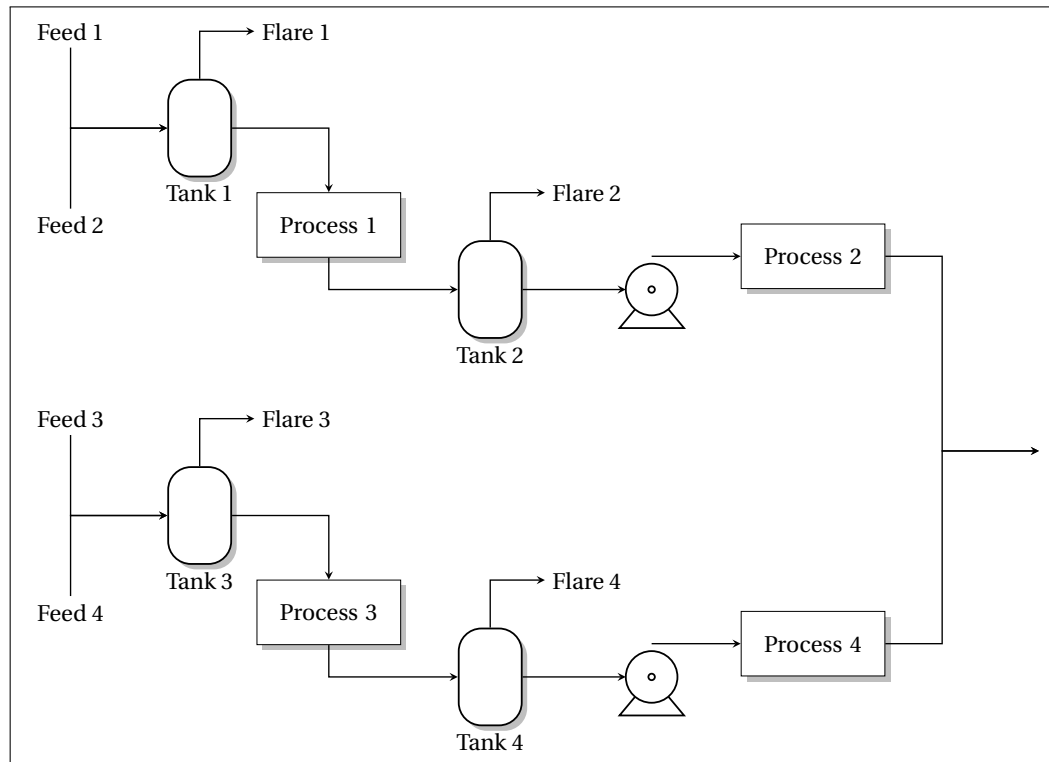 Feed 1
Flare 1
Tank 1
Feed 2
Process 1
Flare 2
Tank 2
Process 2
Feed 3
Flare 3
Tank 3
Feed 4
Process 3
Flare 4
Tank 4
Process 4